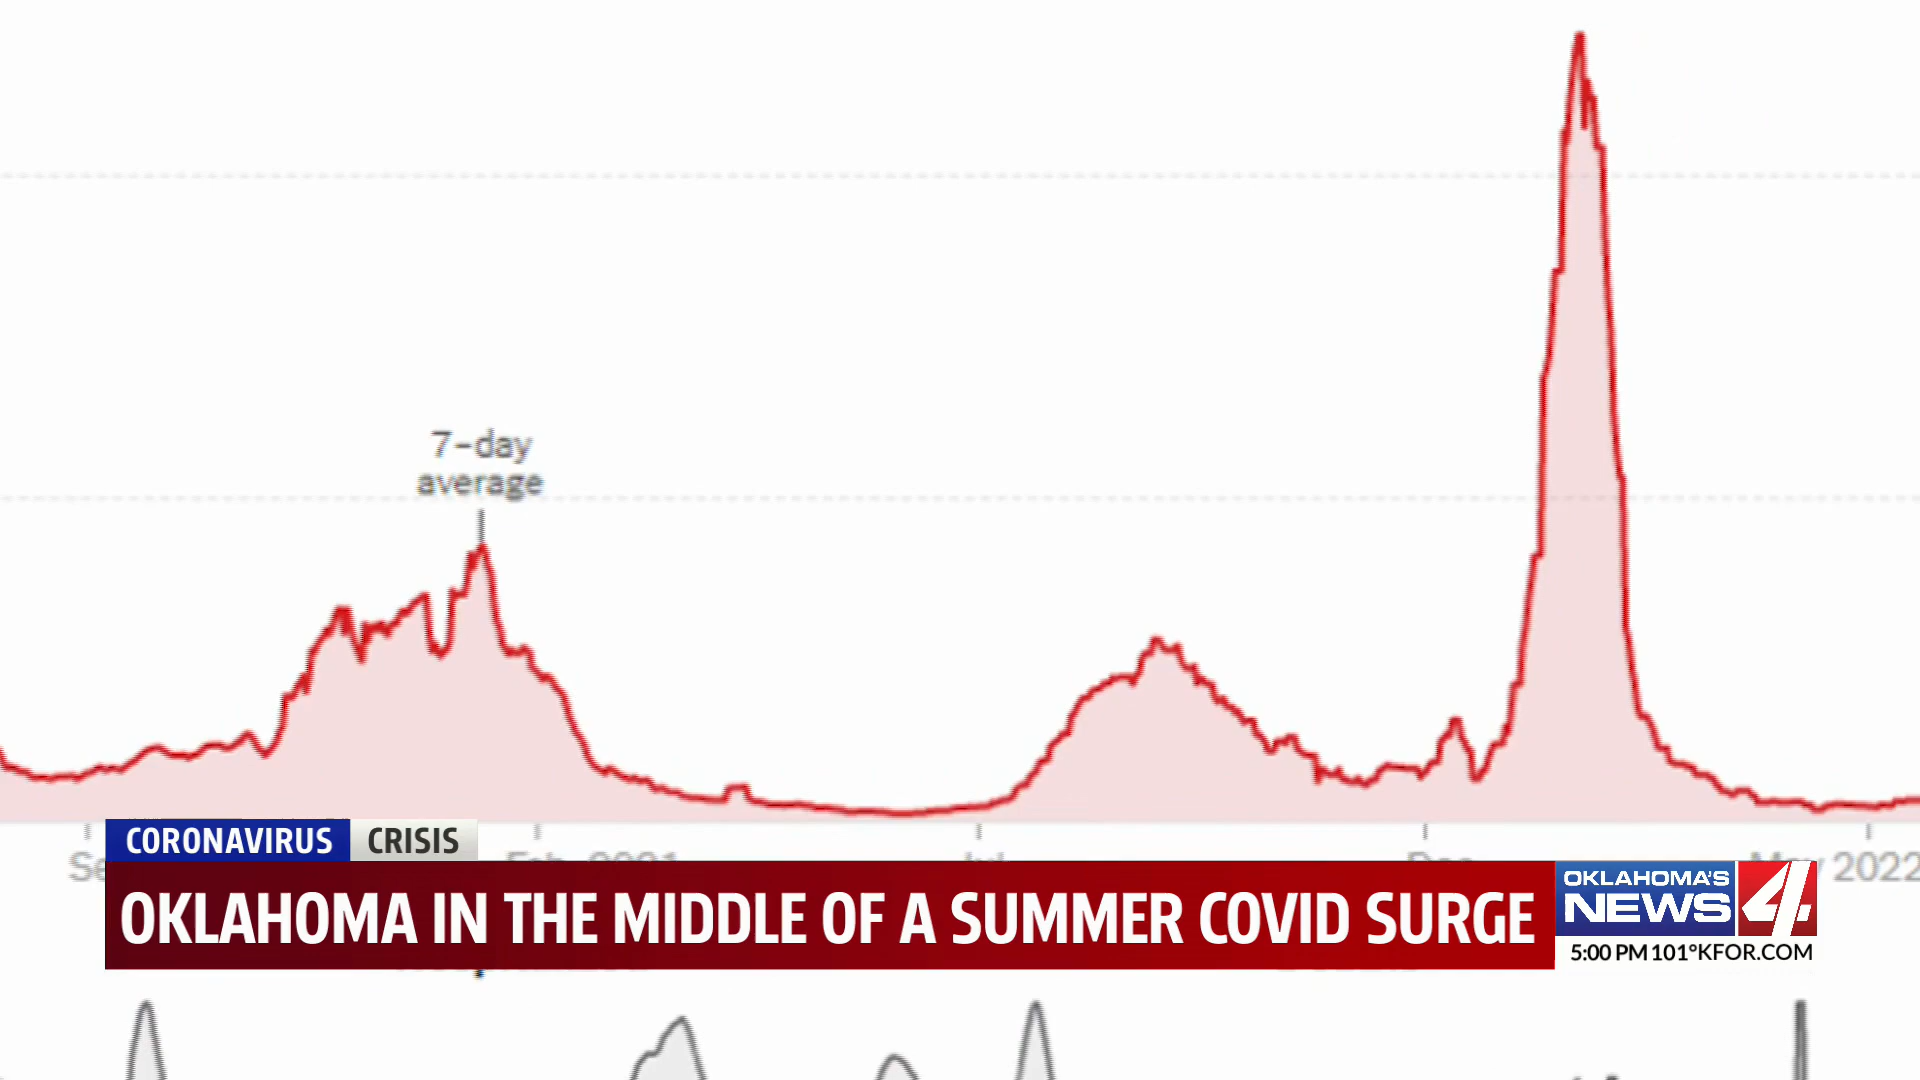 7-day
average
CORONAVIRUS CRISIS
May 2022
OKLAHOMA IN THE MIDDLE OF A SUMMER COVID SURGE
OKLAHOMA'S
NEWS 4
5:00 PM 101° KFOR.COM